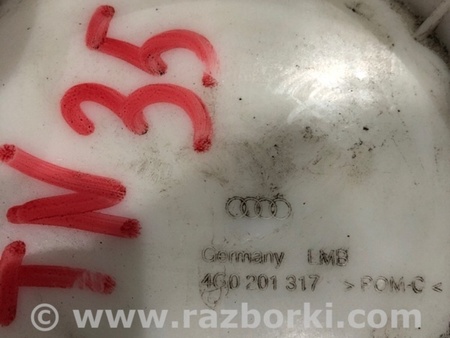 TN 35
Germany LMB
4G0 201 317 >POM-C<
© www.razborki.com